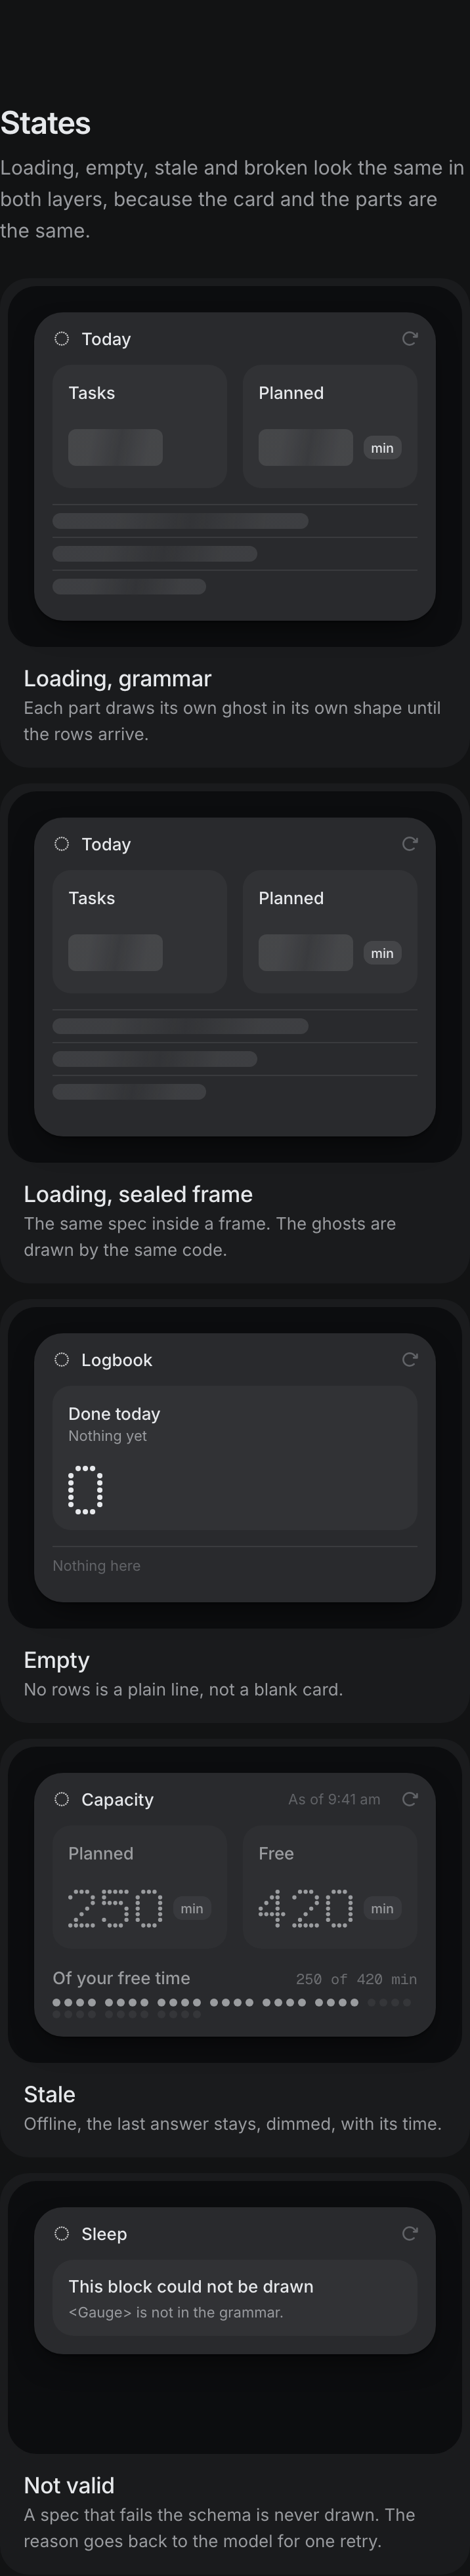 States
Loading, empty, stale and broken look the same in
both layers, because the card and the parts are
the same.
Today
Tasks
Planned
min
Loading, grammar
Each part draws its own ghost in its own shape until
the rows arrive.
Today
Tasks
Planned
min
Loading, sealed frame
The same spec inside a frame. The ghosts are
drawn by the same code.
Logbook
Done today
Nothing yet
0
Nothing here
Empty
No rows is a plain line, not a blank card.
Capacity
As of 9:41 am
Planned
Free
250 min
420 min
Of your free time
250 of 420 min
Stale
Offline, the last answer stays, dimmed, with its time.
Sleep
This block could not be drawn
<Gauge> is not in the grammar.
Not valid
A spec that fails the schema is never drawn. The
reason goes back to the model for one retry.